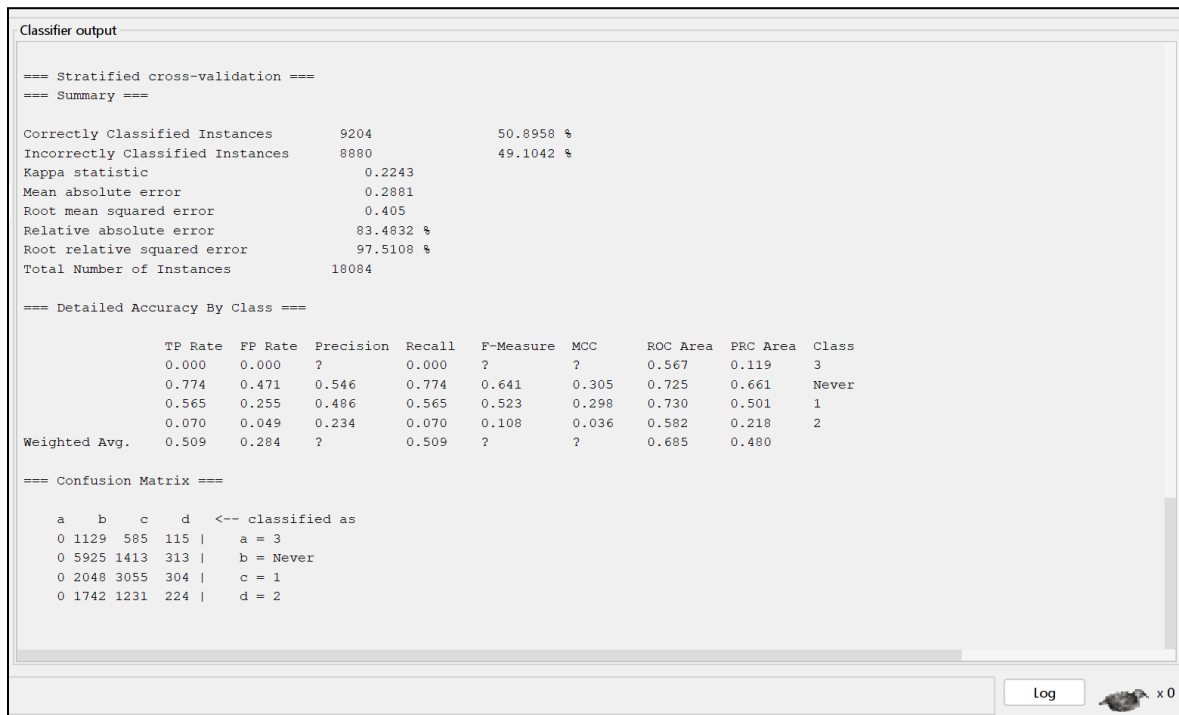 Classifier output
=== Stratified cross-validation ===
=== Summary ===
Correctly Classified Instances 9204 50.8958 %
Incorrectly Classified Instances 8880 49.1042 %
Kappa statistic 0.2243
Mean absolute error 0.2881
Root mean squared error 0.405
Relative absolute error 83.4832 %
Root relative squared error 97.5108 %
Total Number of Instances 18084
=== Detailed Accuracy By Class ===
TP Rate FP Rate Precision Recall F-Measure MCC ROC Area PRC Area Class
0.000 0.000 ? 0.000 ? ? 0.567 0.119 3
0.774 0.471 0.546 0.774 0.641 0.305 0.725 0.661 Never
0.565 0.255 0.486 0.565 0.523 0.298 0.730 0.501 1
0.070 0.049 0.234 0.070 0.108 0.036 0.582 0.218 2
Weighted Avg. 0.509 0.284 ? 0.509 ? ? 0.685 0.480
=== Confusion Matrix ===
a b c d <-- classified as
0 1129 585 115 | a = 3
0 5925 1413 313 | b = Never
0 2048 3055 304 | c = 1
0 1742 1231 224 | d = 2
Log x 0